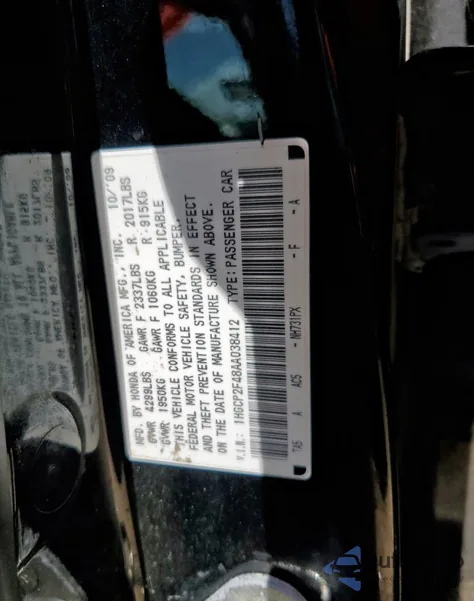 MFD. BY HONDA OF AMERICA MFG., INC. 10/09
GVWR 4299LBS GAWR F 2337LBS R 2017LBS
GVWR 1950KG GAWR F 1060KG R 915KG
THIS VEHICLE CONFORMS TO ALL APPLICABLE
FEDERAL MOTOR VEHICLE SAFETY, BUMPER,
AND THEFT PREVENTION STANDARDS IN EFFECT
ON THE DATE OF MANUFACTURE SHOWN ABOVE.
V.I.N.: 1HGCP2F48AA038412 TYPE: PASSENGER CAR
TA5 A AC5 - NH731PX - F - A